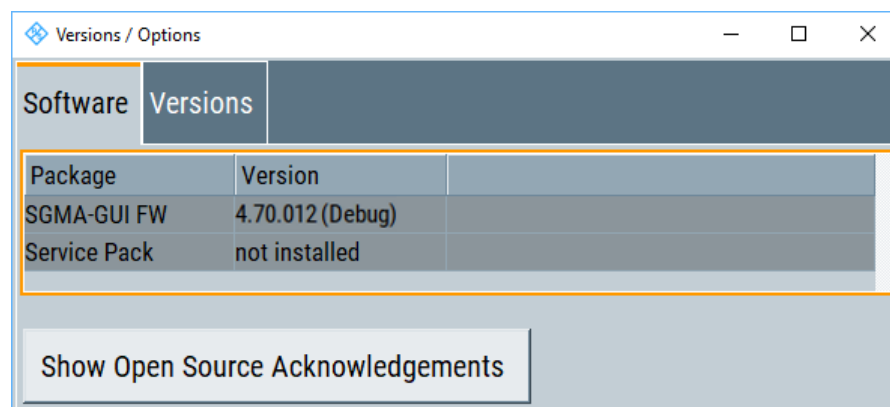 Versions / Options
Software Versions
Package Version
SGMA-GUI FW 4.70.012 (Debug)
Service Pack not installed
Show Open Source Acknowledgements